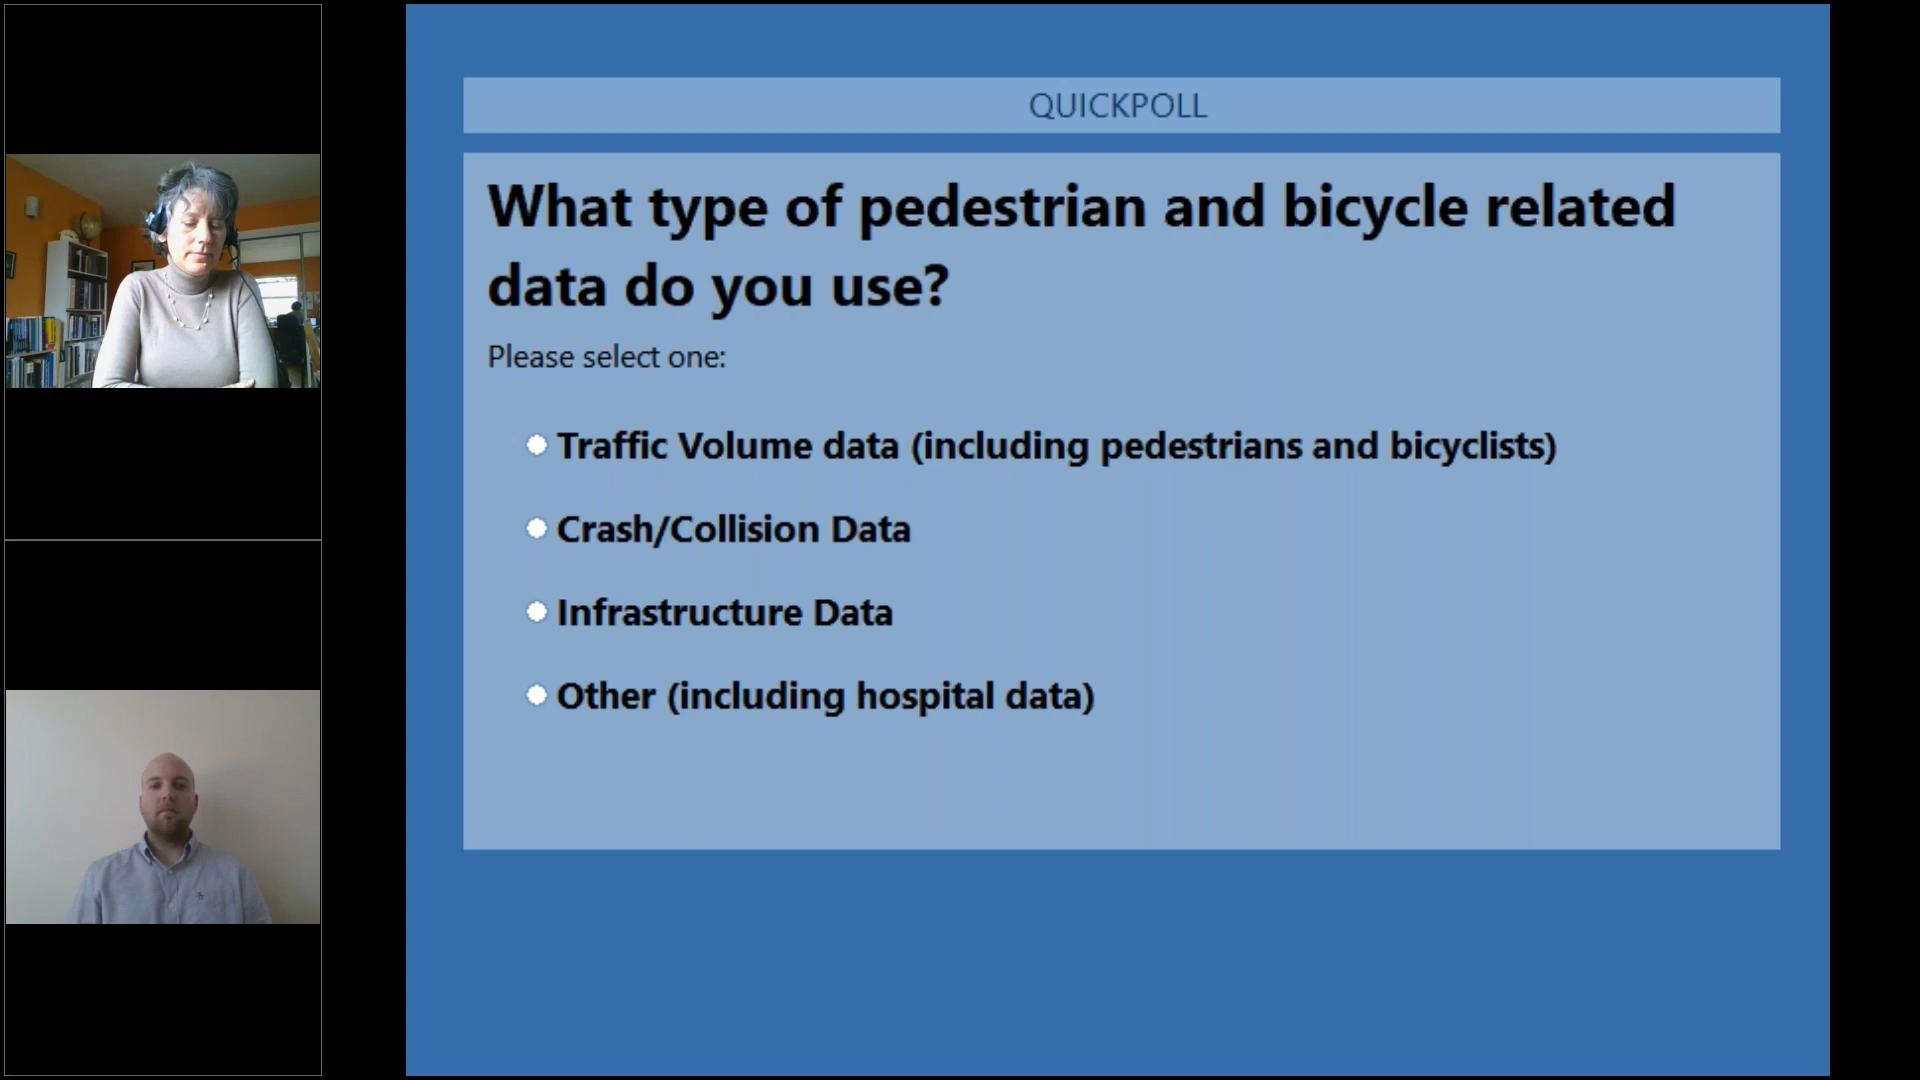 QUICKPOLL
What type of pedestrian and bicycle related
data do you use?
Please select one:
Traffic Volume data (including pedestrians and bicyclists)
Crash/Collision Data
Infrastructure Data
Other (including hospital data)